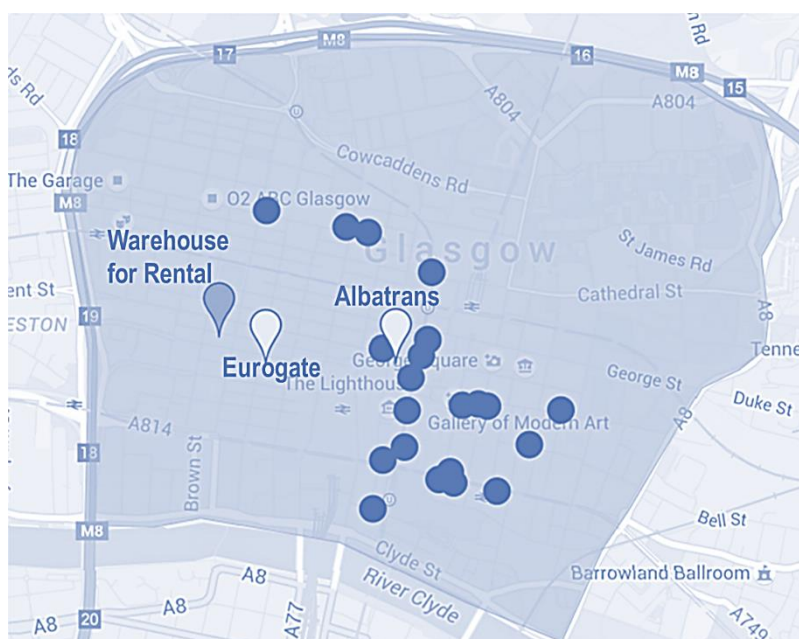 n Rd
M8
17
16
M8
15
A804
A804
ds Rd
18
Cowcaddens Rd
The Garage
M8
O2 ABC Glasgow
Warehouse
for Rental
Glasgow
St James Rd
ent St
Albatrans
Cathedral St
A8
19
ESTON
Tenne
Eurogate
George Square
The Lighthous
George St
Duke St
A8
A814
Gallery of Modern Art
18
Brown St
M8
Bell St
Clyde St
A8
River Clyde
Barrowland Ballroom
A8
A77
A8
20
A749